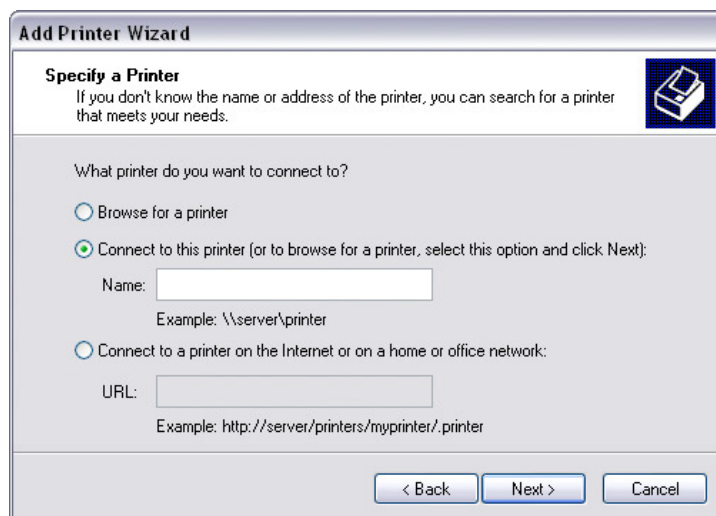 Add Printer Wizard
Specify a Printer
If you don't know the name or address of the printer, you can search for a printer
that meets your needs.
What printer do you want to connect to?
Browse for a printer
Connect to this printer (or to browse for a printer, select this option and click Next):
Name:
Example: \\server\printer
Connect to a printer on the Internet or on a home or office network:
URL:
Example: http://server/printers/myprinter/.printer
< Back Next > Cancel